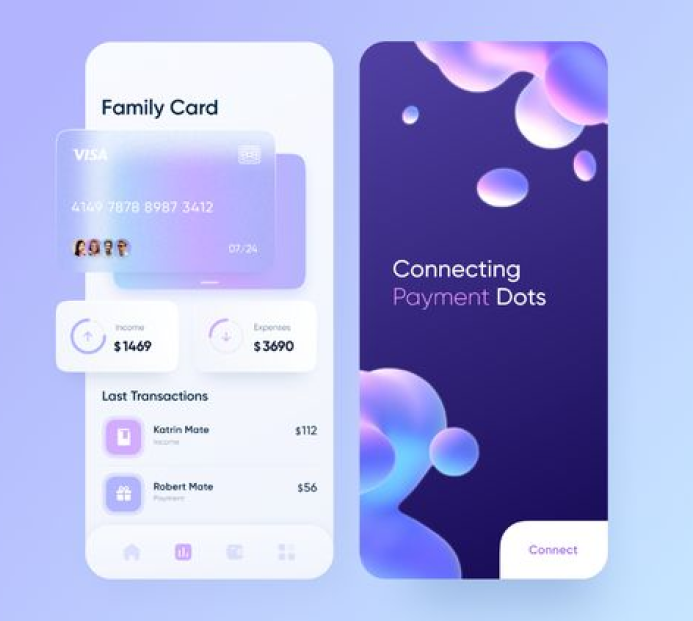 Family Card
VISA
4149 7878 8987 3412
07/24
Income
$1469
Expenses
$3690
Last Transactions
Katrin Mate
$112
Income
Robert Mate
$56
Payment
Connecting
Payment Dots
Connect